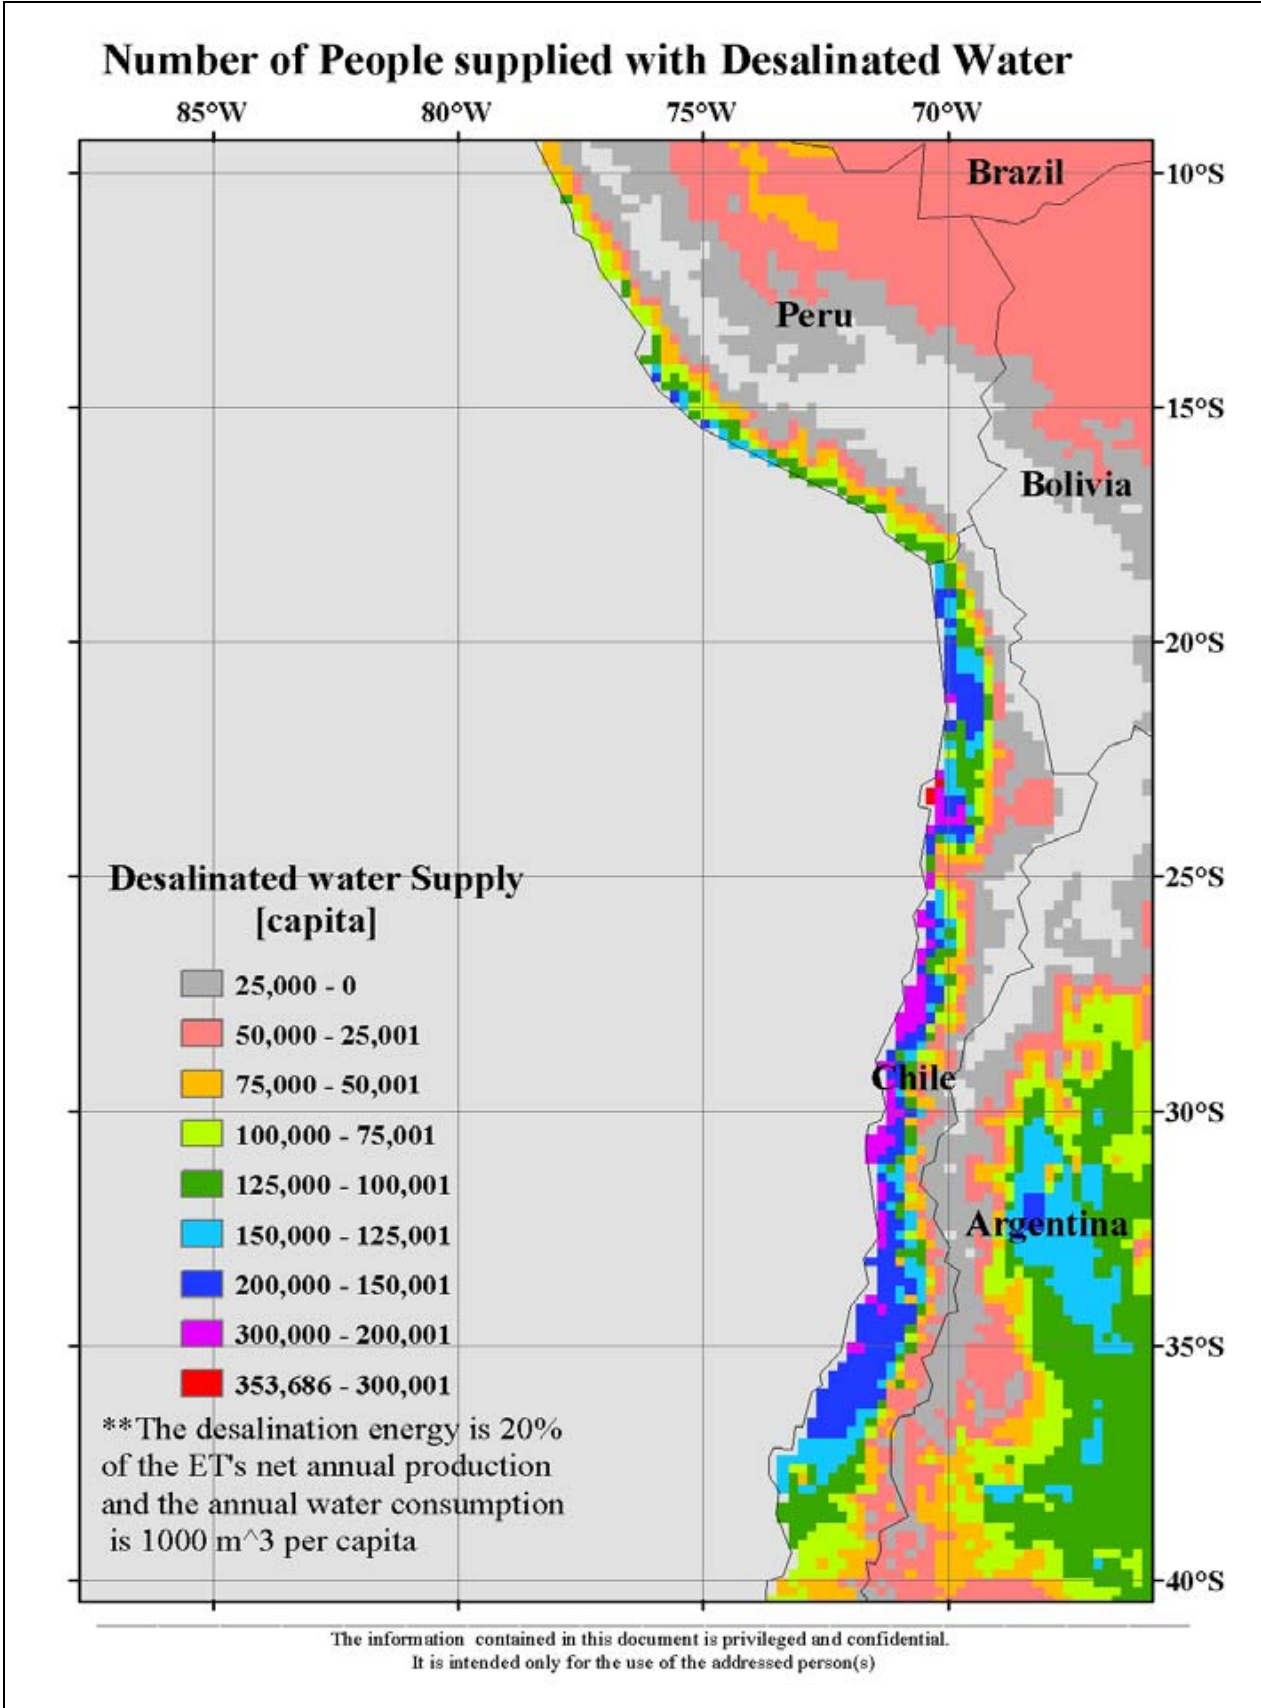 Number of People supplied with Desalinated Water
85°W 80°W 75°W 70°W
Brazil
10°S
Peru
15°S
Bolivia
20°S
Desalinated water Supply
25°S
[capita]
25,000 - 0
50,000 - 25,001
Chile
75,000 - 50,001
30°S
100,000 - 75,001
125,000 - 100,001
Argentina
150,000 - 125,001
200,000 - 150,001
300,000 - 200,001
35°S
353,686 - 300,001
**The desalination energy is 20%
of the ET's net annual production
and the annual water consumption
is 1000 m^3 per capita
40°S
The information contained in this document is privileged and confidential.
It is intended only for the use of the addressed person(s)